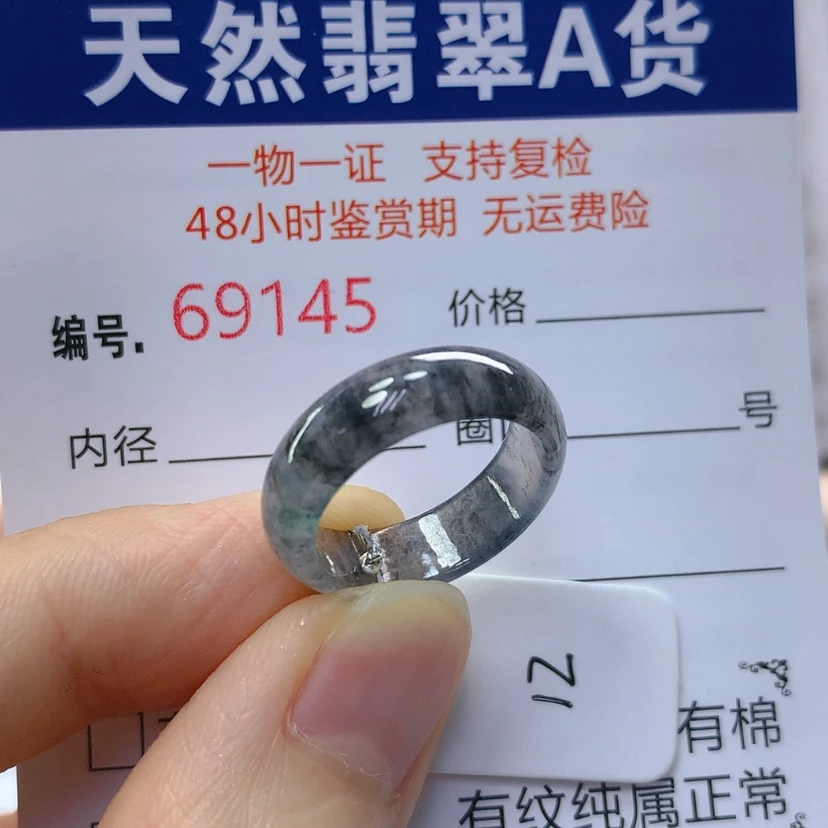 天然翡翠A货
一物一证 支持复检
48小时鉴赏期 无运费险
编号. 69145 价格
内径 圈 号
12
有棉
有纹纯属正常